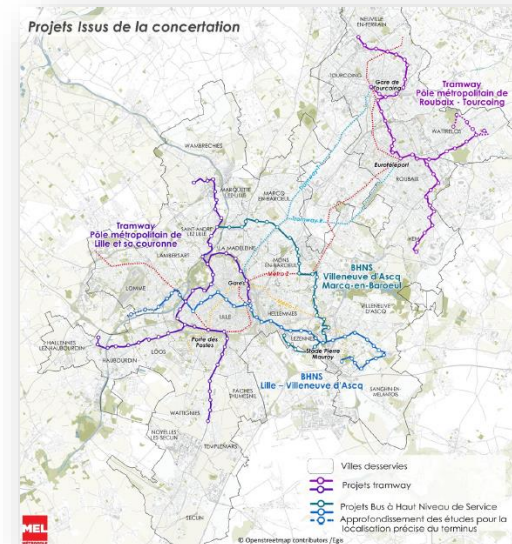 Projets Issus de la concertation
NEUVILLE
EN-FERRAIN
TOURCOING
Gare de
Tourcoing
Tramway
Pôle métropolitain de
Roubaix - Tourcoing
WATTRELOS
Eurotéléport
ROUBAIX
HEM
WAMBRECHIES
MARQUETTE
LEZ-LILLE
MARCQ
EN-BAROEUL
Tramway
Pôle métropolitain de
Lille et sa couronne
SAINT ANDRÉ
LEZ LILLE
LA MADELEINE
LAMBERSART
MONS
EN-BAROEUL
BHNS
Villeneuve d'Ascq
Marcq-en-Baroeul
Métro 2
Gares
LOMME
LILLE
HELLEMMES
VILLENEUVE
D'ASCQ
LEZENNES
Stade Pierre
Mauroy
HALLENNES
LEZ-HAUBOURDIN
HAUBOURDIN
LOOS
Porte des
Postes
BHNS
Lille – Villeneuve d'Ascq
SAINGHIN EN
MELANTOIS
FACHES
THUMESNIL
WATTIGNIES
NOYELLES
LES SECLIN
TEMPLEMARS
SECLIN
Villes desservies
Projets tramway
Projets Bus à Haut Niveau de Service
Approfondissement des études pour la
localisation précise du terminus
MEL
© Openstreetmap contributors /Egis